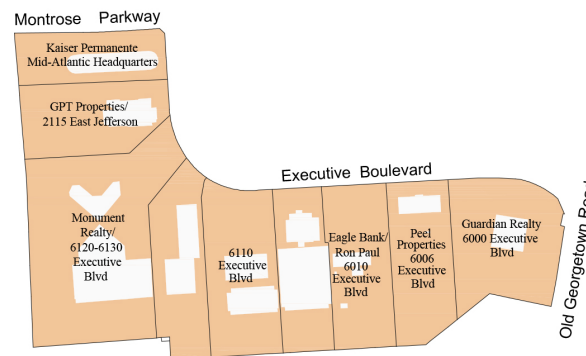 Montrose Parkway
Kaiser Permanente
Mid-Atlantic Headquarters
GPT Properties/
2115 East Jefferson
Executive Boulevard
Monument
Realty/
6120-6130
Executive
Blvd
6110
Executive
Blvd
Eagle Bank/
Ron Paul
6010
Executive
Blvd
Peel
Properties
6006
Executive
Blvd
Guardian Realty
6000 Executive
Blvd
Old Georgetown Road